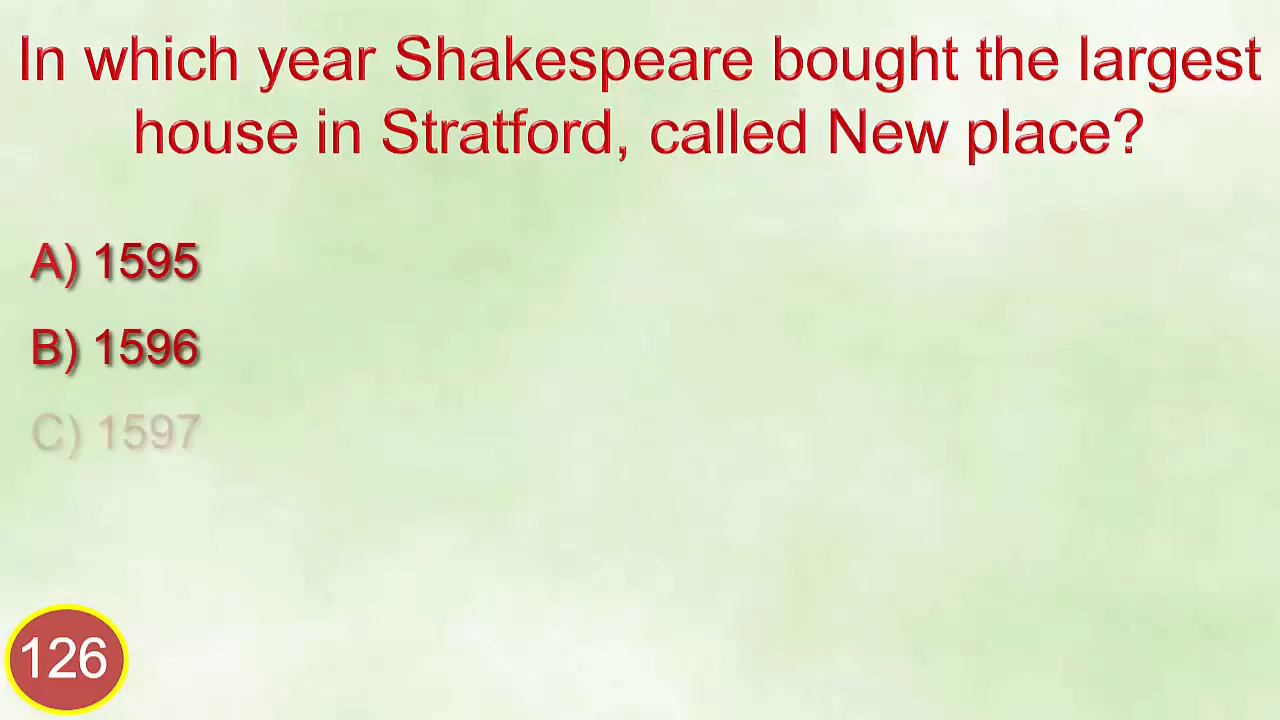 In which year Shakespeare bought the largest
house in Stratford, called New place?
A) 1595
B) 1596
C) 1597
126